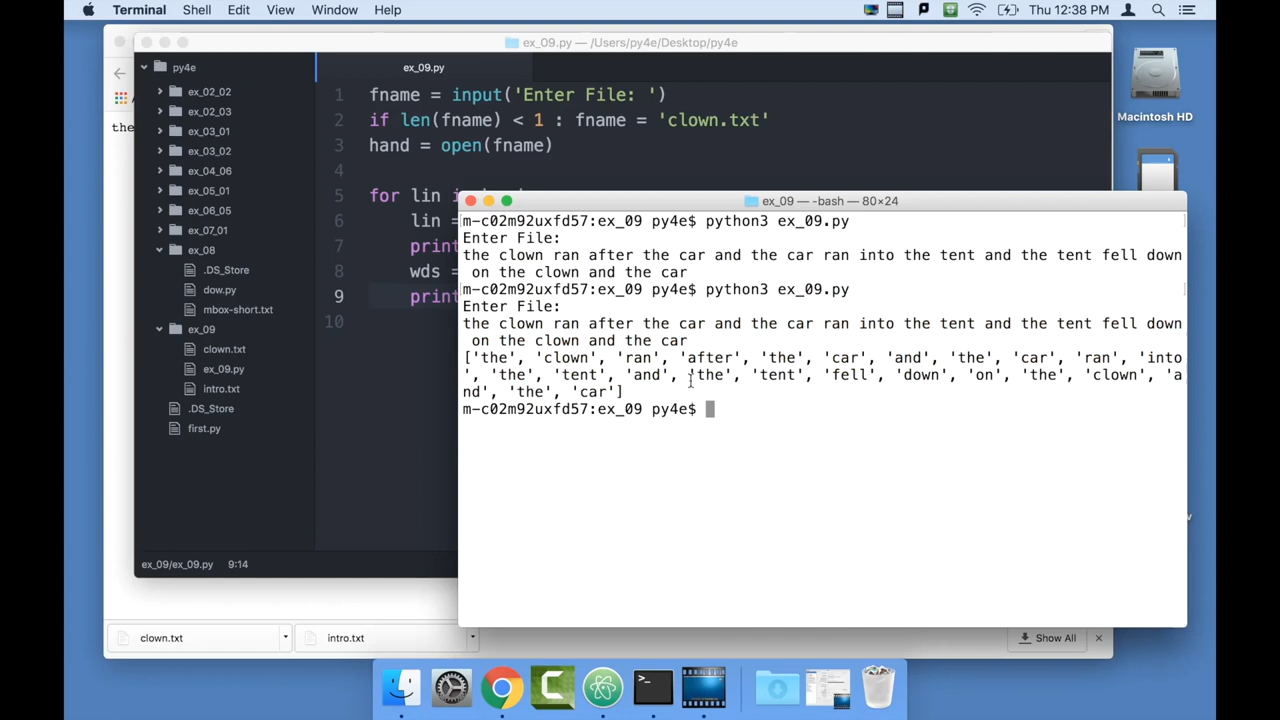 Terminal Shell Edit View Window Help
Thu 12:38 PM
ex_09.py — /Users/py4e/Desktop/py4e
Macintosh HD
the
py4e
ex_02_02
ex_02_03
ex_03_01
ex_03_02
ex_04_06
ex_05_01
ex_06_05
ex_07_01
ex_08
.DS_Store
dow.py
mbox-short.txt
ex_09
clown.txt
ex_09.py
intro.txt
.DS_Store
first.py
ex_09/ex_09.py 9:14
ex_09.py
1 fname = input('Enter File: ')
2 if len(fname) < 1 : fname = 'clown.txt'
3 hand = open(fname)
4
5 for lin
6 lin =
7 print
8 wds =
9 print
10
ex_09 — -bash — 80×24
m-c02m92uxfd57:ex_09 py4e$ python3 ex_09.py
Enter File:
the clown ran after the car and the car ran into the tent and the tent fell down
on the clown and the car
m-c02m92uxfd57:ex_09 py4e$ python3 ex_09.py
Enter File:
the clown ran after the car and the car ran into the tent and the tent fell down
on the clown and the car
['the', 'clown', 'ran', 'after', 'the', 'car', 'and', 'the', 'car', 'ran', 'into
', 'the', 'tent', 'and', 'the', 'tent', 'fell', 'down', 'on', 'the', 'clown', 'a
nd', 'the', 'car']
m-c02m92uxfd57:ex_09 py4e$
clown.txt
intro.txt
Show All